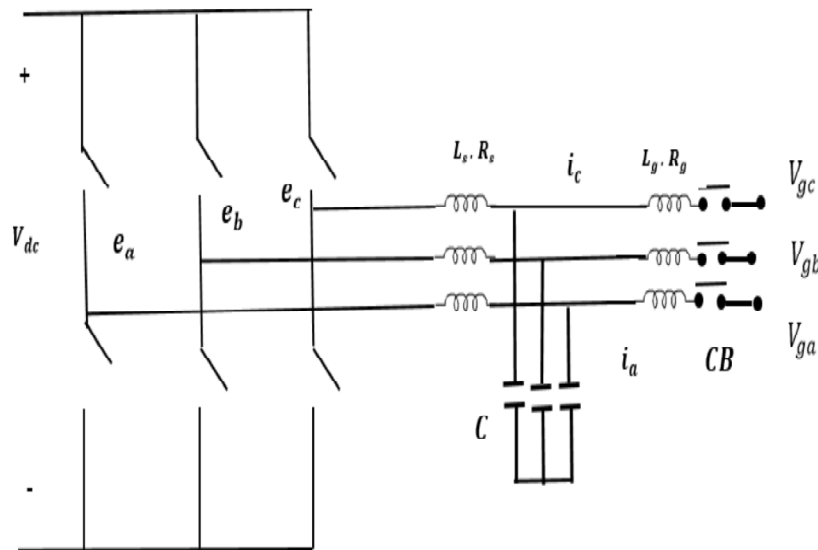 +
L_s, R_s
i_c
L_g, R_g
V_gc
e_c
e_b
e_a
V_dc
V_gb
V_ga
i_a
CB
C
-